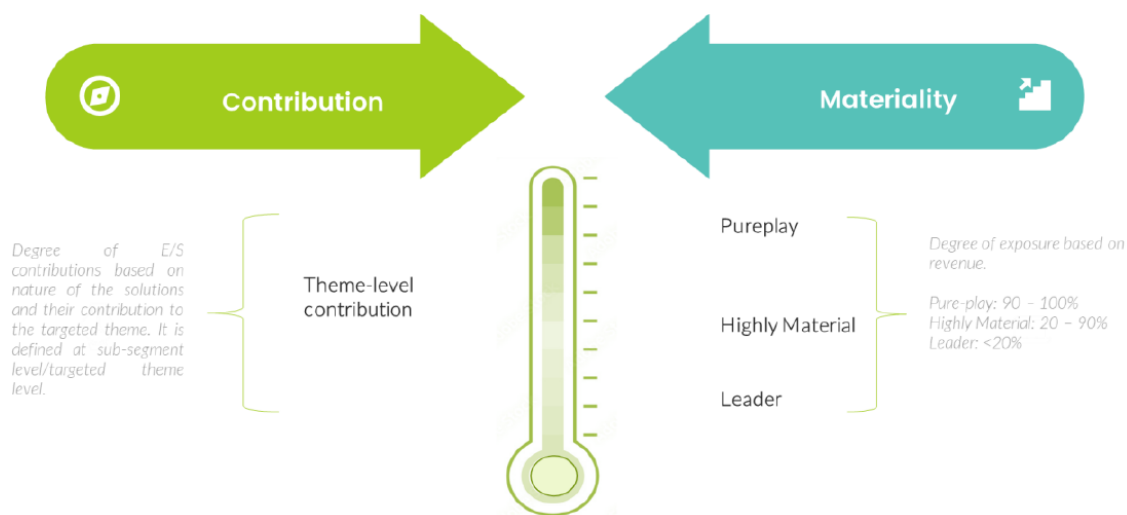 Contribution
Materiality
Degree of E/S
contributions based on
nature of the solutions
and their contribution to
the targeted theme. It is
defined at sub-segment
level/targeted theme
level.
Theme-level
contribution
Pureplay
Highly Material
Leader
Degree of exposure based on
revenue.
Pure-play: 90 – 100%
Highly Material: 20 – 90%
Leader: <20%